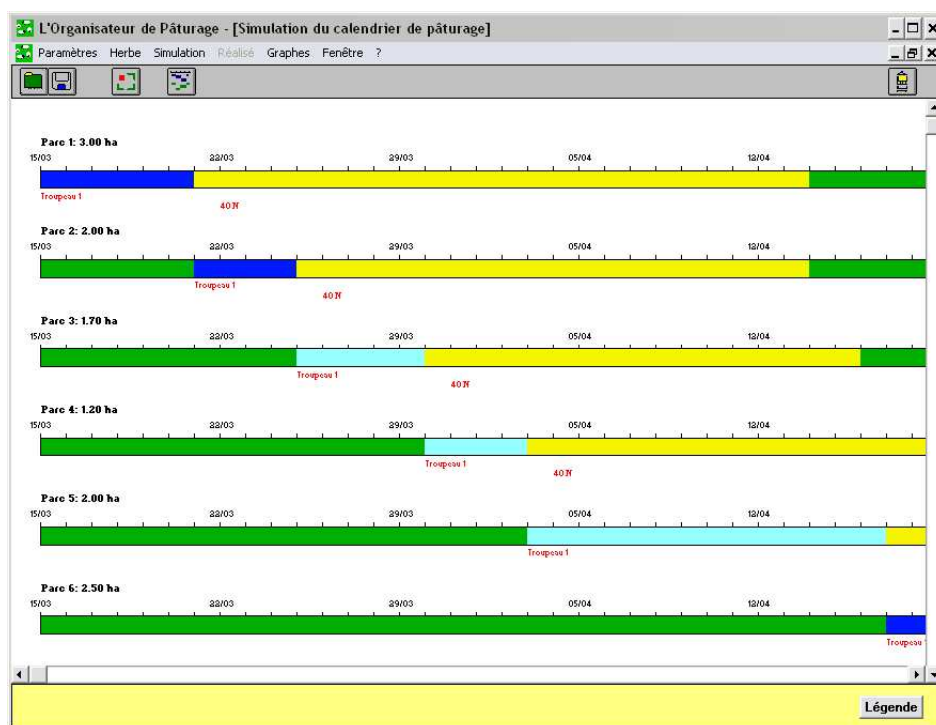 L'Organisateur de Pâturage - [Simulation du calendrier de pâturage]
Paramètres Herbe Simulation Réalisé Graphes Fenêtre ?
Parc 1: 3.00 ha
15/03 22/03 29/03 05/04 12/04
Troupeau 1
40 N
Parc 2: 2.00 ha
15/03 22/03 29/03 05/04 12/04
Troupeau 1
40 N
Parc 3: 1.70 ha
15/03 22/03 29/03 05/04 12/04
Troupeau 1
40 N
Parc 4: 1.20 ha
15/03 22/03 29/03 05/04 12/04
Troupeau 1
40 N
Parc 5: 2.00 ha
15/03 22/03 29/03 05/04 12/04
Troupeau 1
Parc 6: 2.50 ha
15/03 22/03 29/03 05/04 12/04
Troupeau
Légende